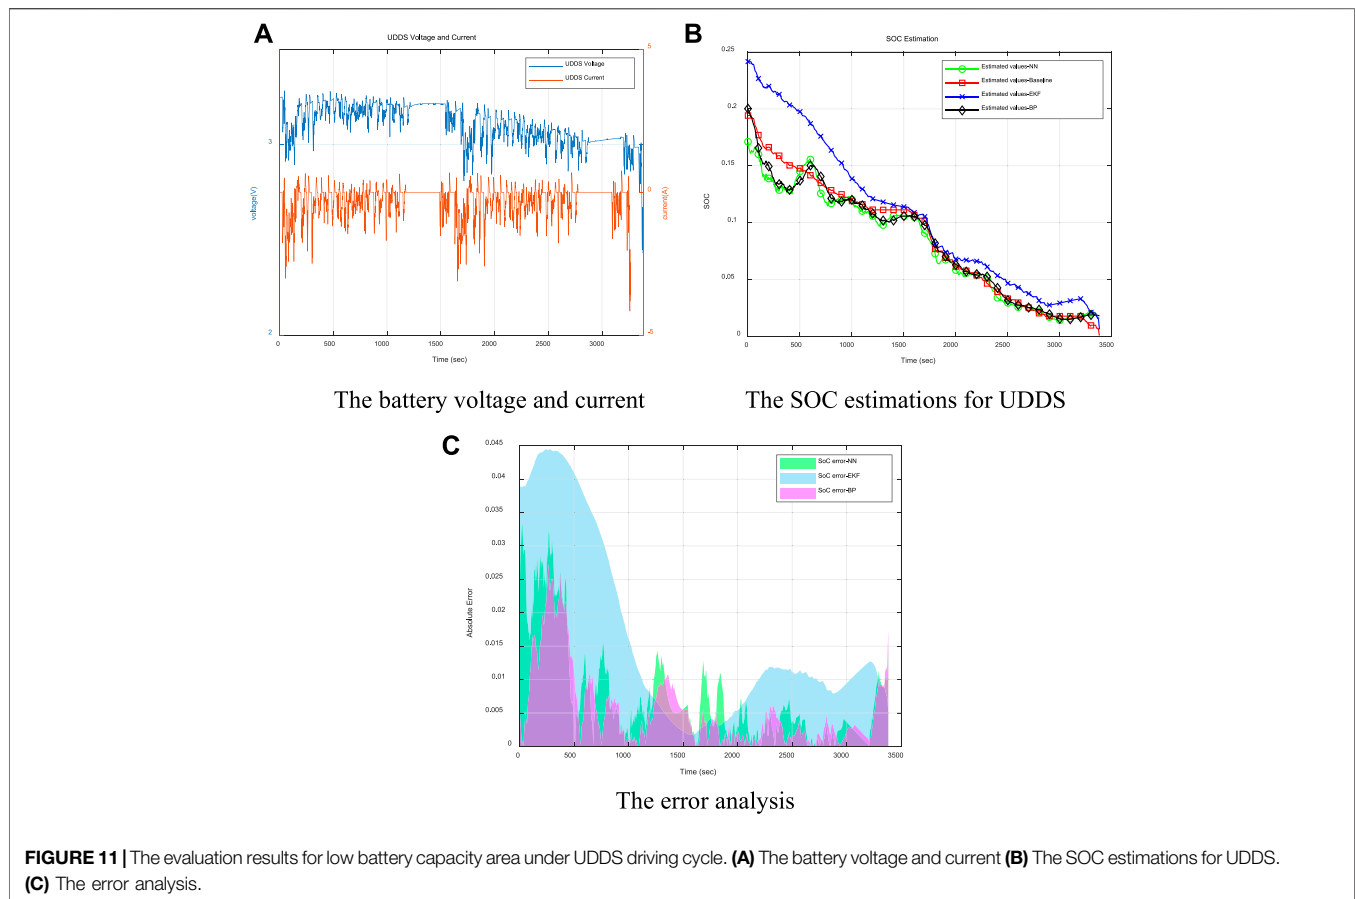 A
UDDS Voltage and Current
5
UDDS Voltage
UDDS Current
3
0
voltage(V)
current(A)
2
-5
0 500 1000 1500 2000 2500 3000
Time (sec)
The battery voltage and current
B
SOC Estimation
0.25
Estimated values-NN
Estimated values-Baseline
Estimated values-EKF
Estimated values-BP
0.2
0.15
SOC
0.1
0.05
0
0 500 1000 1500 2000 2500 3000 3500
Time (sec)
The SOC estimations for UDDS
C
0.045
SoC error-NN
SoC error-EKF
SoC error-BP
0.04
0.035
0.03
0.025
0.02
Absolute Error
0.015
0.01
0.005
0
0 500 1000 1500 2000 2500 3000 3500
Time (sec)
The error analysis
FIGURE 11 | The evaluation results for low battery capacity area under UDDS driving cycle. (A) The battery voltage and current (B) The SOC estimations for UDDS.
(C) The error analysis.